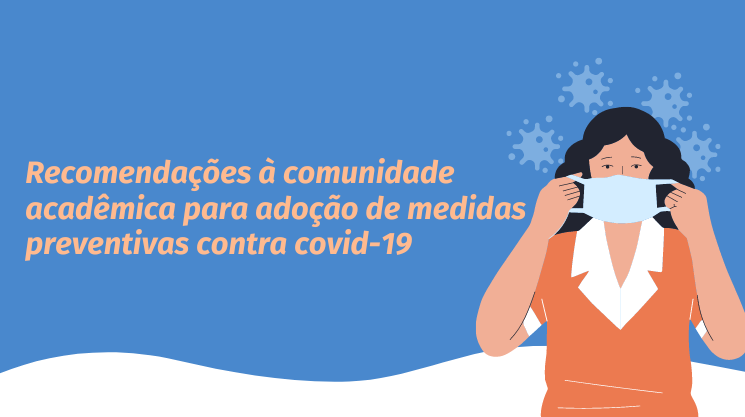 Recomendações à comunidade
acadêmica para adoção de medidas
preventivas contra covid-19